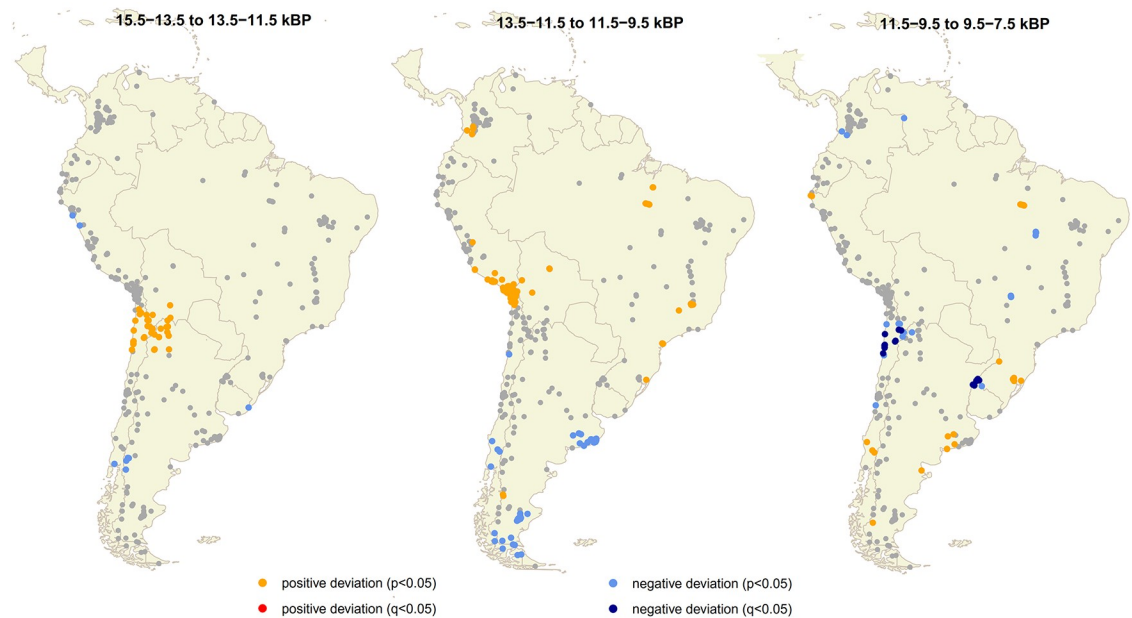 15.5−13.5 to 13.5−11.5 kBP
13.5−11.5 to 11.5−9.5 kBP
11.5−9.5 to 9.5−7.5 kBP
positive deviation (p<0.05)
negative deviation (p<0.05)
positive deviation (q<0.05)
negative deviation (q<0.05)